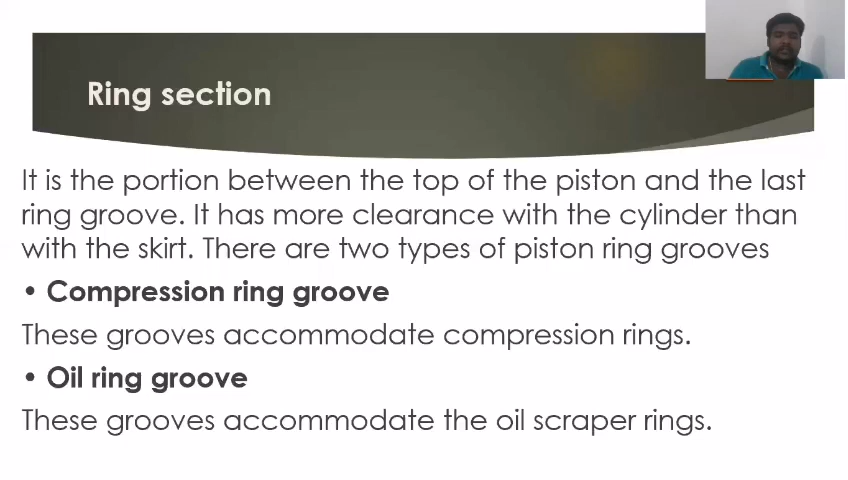 Ring section
It is the portion between the top of the piston and the last
ring groove. It has more clearance with the cylinder than
with the skirt. There are two types of piston ring grooves
• Compression ring groove
These grooves accommodate compression rings.
• Oil ring groove
These grooves accommodate the oil scraper rings.